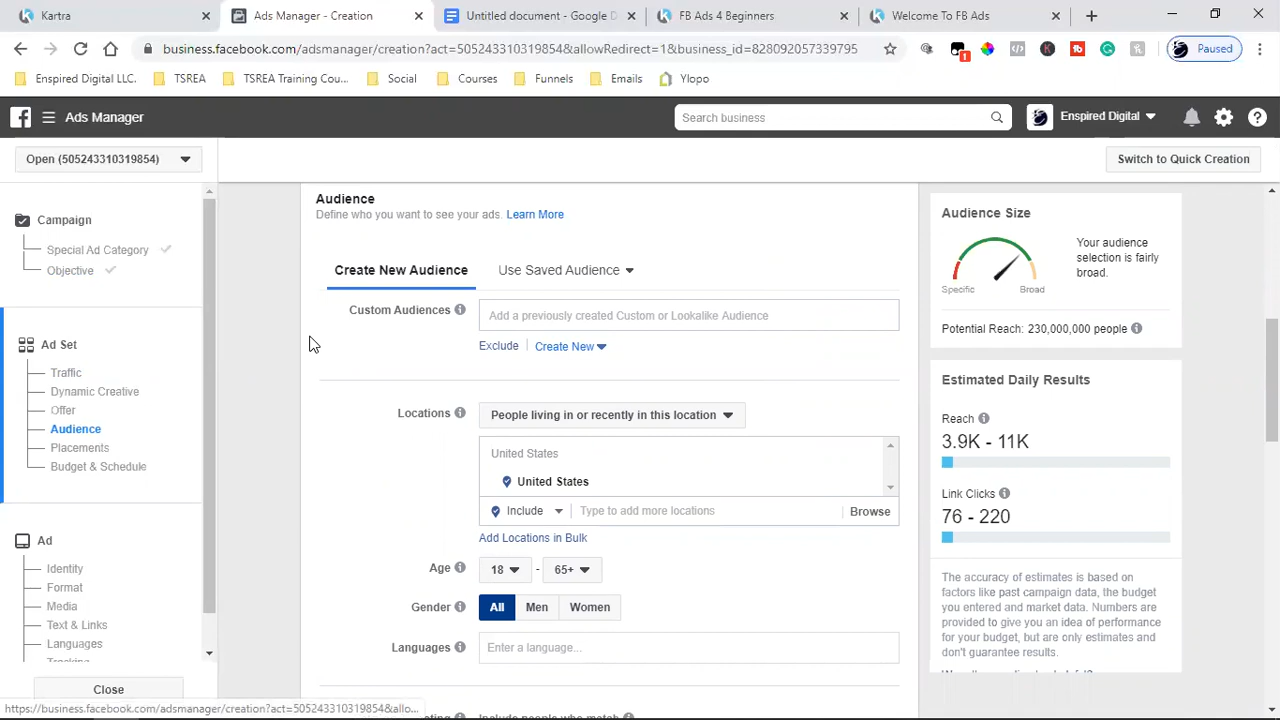 Kartra
Ads Manager - Creation
Untitled document - Google D
FB Ads 4 Beginners
Welcome To FB Ads
business.facebook.com/adsmanager/creation?act=505243310319854&allowRedirect=1&business_id=828092057339795
Paused
Enspired Digital LLC.
TSREA
TSREA Training Cou...
Social
Courses
Funnels
Emails
Ylopo
Ads Manager
Search business
Enspired Digital
Open (505243310319854)
Switch to Quick Creation
Campaign
Special Ad Category
Objective
Ad Set
Traffic
Dynamic Creative
Offer
Audience
Placements
Budget & Schedule
Ad
Identity
Format
Media
Text & Links
Languages
Tracking
Close
https://business.facebook.com/adsmanager/creation?act=505243310319854&allo...
Audience
Define who you want to see your ads. Learn More
Create New Audience
Use Saved Audience
Custom Audiences
Add a previously created Custom or Lookalike Audience
Exclude
Create New
Locations
People living in or recently in this location
United States
United States
Include
Type to add more locations
Browse
Add Locations in Bulk
Age
18 - 65+
Gender
All Men Women
Languages
Enter a language...
Include people who match
Audience Size
Your audience
selection is fairly
broad.
Specific
Broad
Potential Reach: 230,000,000 people
Estimated Daily Results
Reach
3.9K - 11K
Link Clicks
76 - 220
The accuracy of estimates is based on
factors like past campaign data, the budget
you entered and market data. Numbers are
provided to give you an idea of performance
for your budget, but are only estimates and
don't guarantee results.